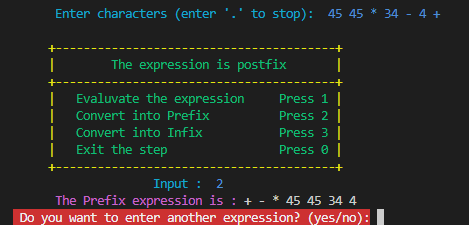 Enter characters (enter '.' to stop):  45 45 * 34 - 4 +
+----------------------------------------+
|        The expression is postfix       |
+----------------------------------------+
|   Evaluvate the expression     Press 1 |
|   Convert into Prefix          Press 2 |
|   Convert into Infix           Press 3 |
|   Exit the step                Press 0 |
+----------------------------------------+
Input :  2
The Prefix expression is : + - * 45 45 34 4
Do you want to enter another expression? (yes/no):